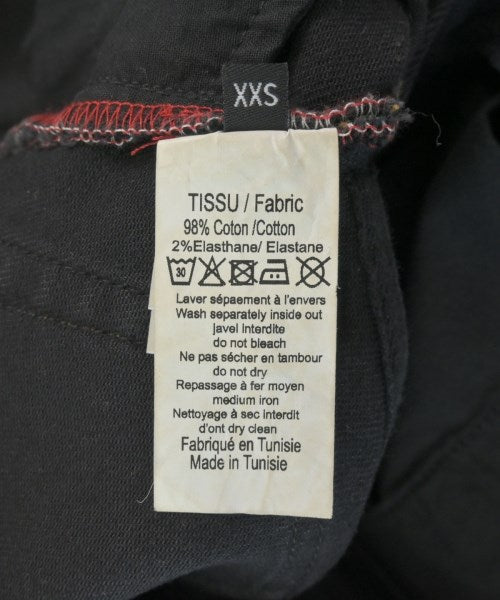 XXS
TISSU / Fabric
98% Coton /Cotton
2%Elasthane/ Elastane
30
Laver sépaement à l'envers
Wash separately inside out
javel interdite
do not bleach
Ne pas sécher en tambour
do not dry
Repassage à fer moyen
medium iron
Nettoyage à sec interdit
d'ont dry clean
Fabriqué en Tunisie
Made in Tunisie